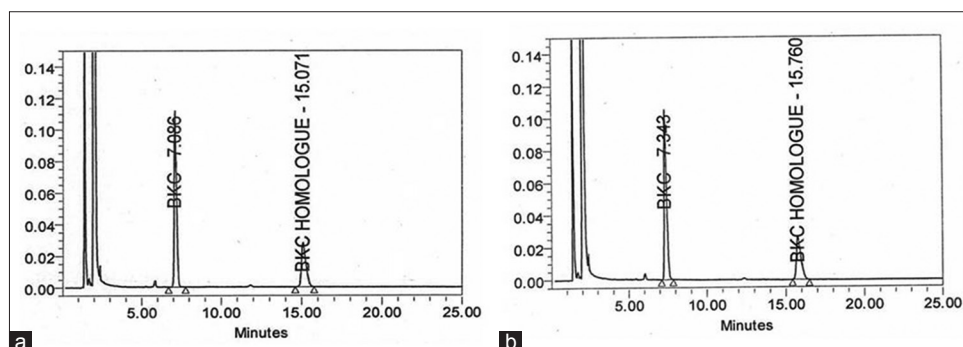 0.14
0.12
0.10
0.08
0.06
0.04
0.02
0.00
BKC 7.086
BKC HOMOLOGUE - 15.071
5.00 10.00 15.00 20.00 25.00
Minutes
a
0.14
0.12
0.10
0.08
0.06
0.04
0.02
0.00
BKC 7.343
BKC HOMOLOGUE - 15.760
5.00 10.00 15.00 20.00 25.00
Minutes
b